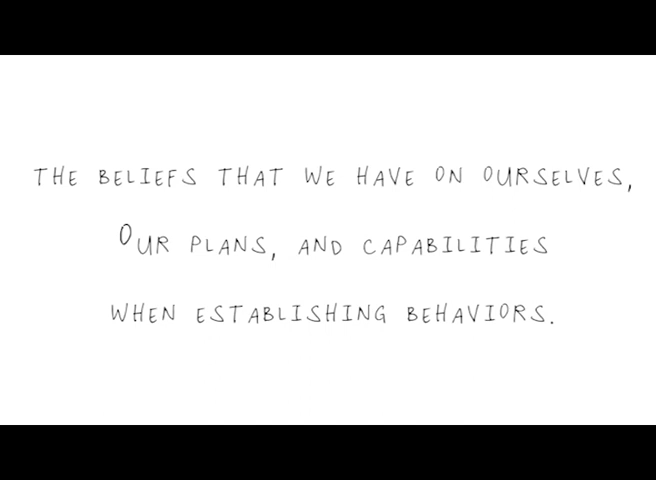 THE BELIEFS THAT WE HAVE ON OURSELVES,
OUR PLANS, AND CAPABILITIES
WHEN ESTABLISHING BEHAVIORS.